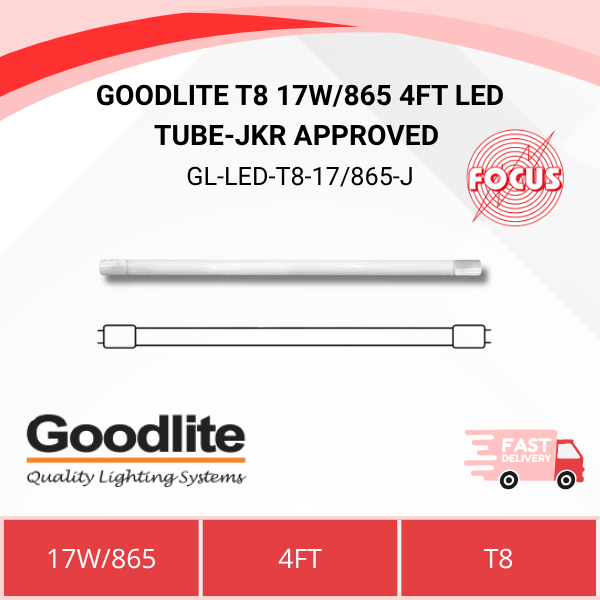 GOODLITE T8 17W/865 4FT LED
TUBE-JKR APPROVED
GL-LED-T8-17/865-J
FOCUS
Goodlite
Quality Lighting Systems
FAST
DELIVERY
17W/865
4FT
T8